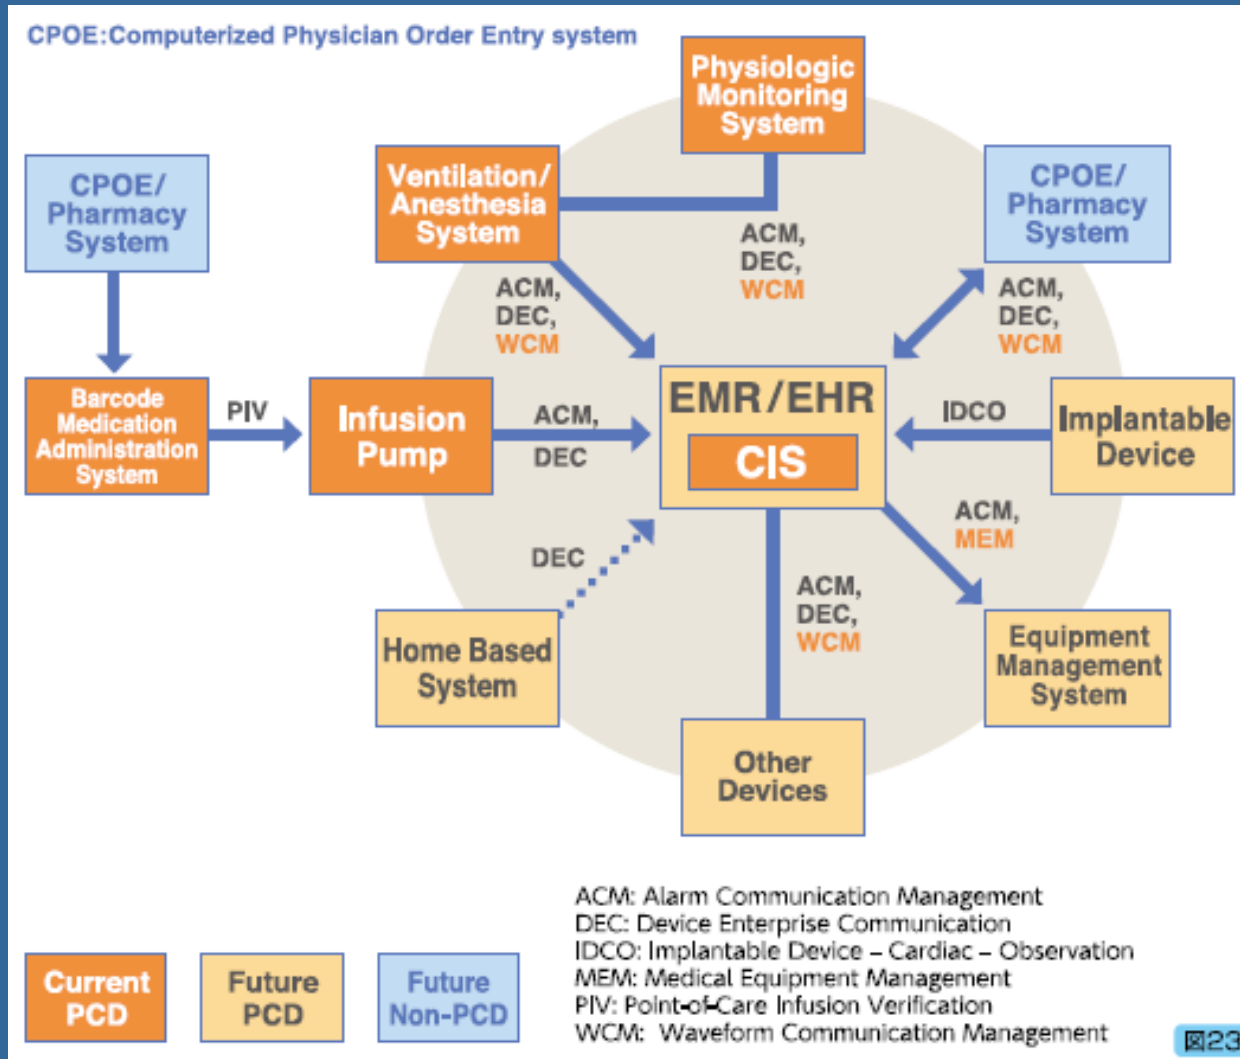 CPOE:Computerized Physician Order Entry system
Physiologic
Monitoring
System
Ventilation/
Anesthesia
System
CPOE/
Pharmacy
System
CPOE/
Pharmacy
System
ACM,
DEC,
WCM
ACM,
DEC,
WCM
ACM,
DEC,
WCM
Barcode
Medication
Administration
System
PIV
Infusion
Pump
ACM,
DEC
EMR/EHR
CIS
IDCO
Implantable
Device
ACM,
MEM
DEC
ACM,
DEC,
WCM
Home Based
System
Equipment
Management
System
Other
Devices
Current
PCD
Future
PCD
Future
Non-PCD
ACM: Alarm Communication Management
DEC: Device Enterprise Communication
IDCO: Implantable Device – Cardiac – Observation
MEM: Medical Equipment Management
PIV: Point-of-Care Infusion Verification
WCM: Waveform Communication Management
図23